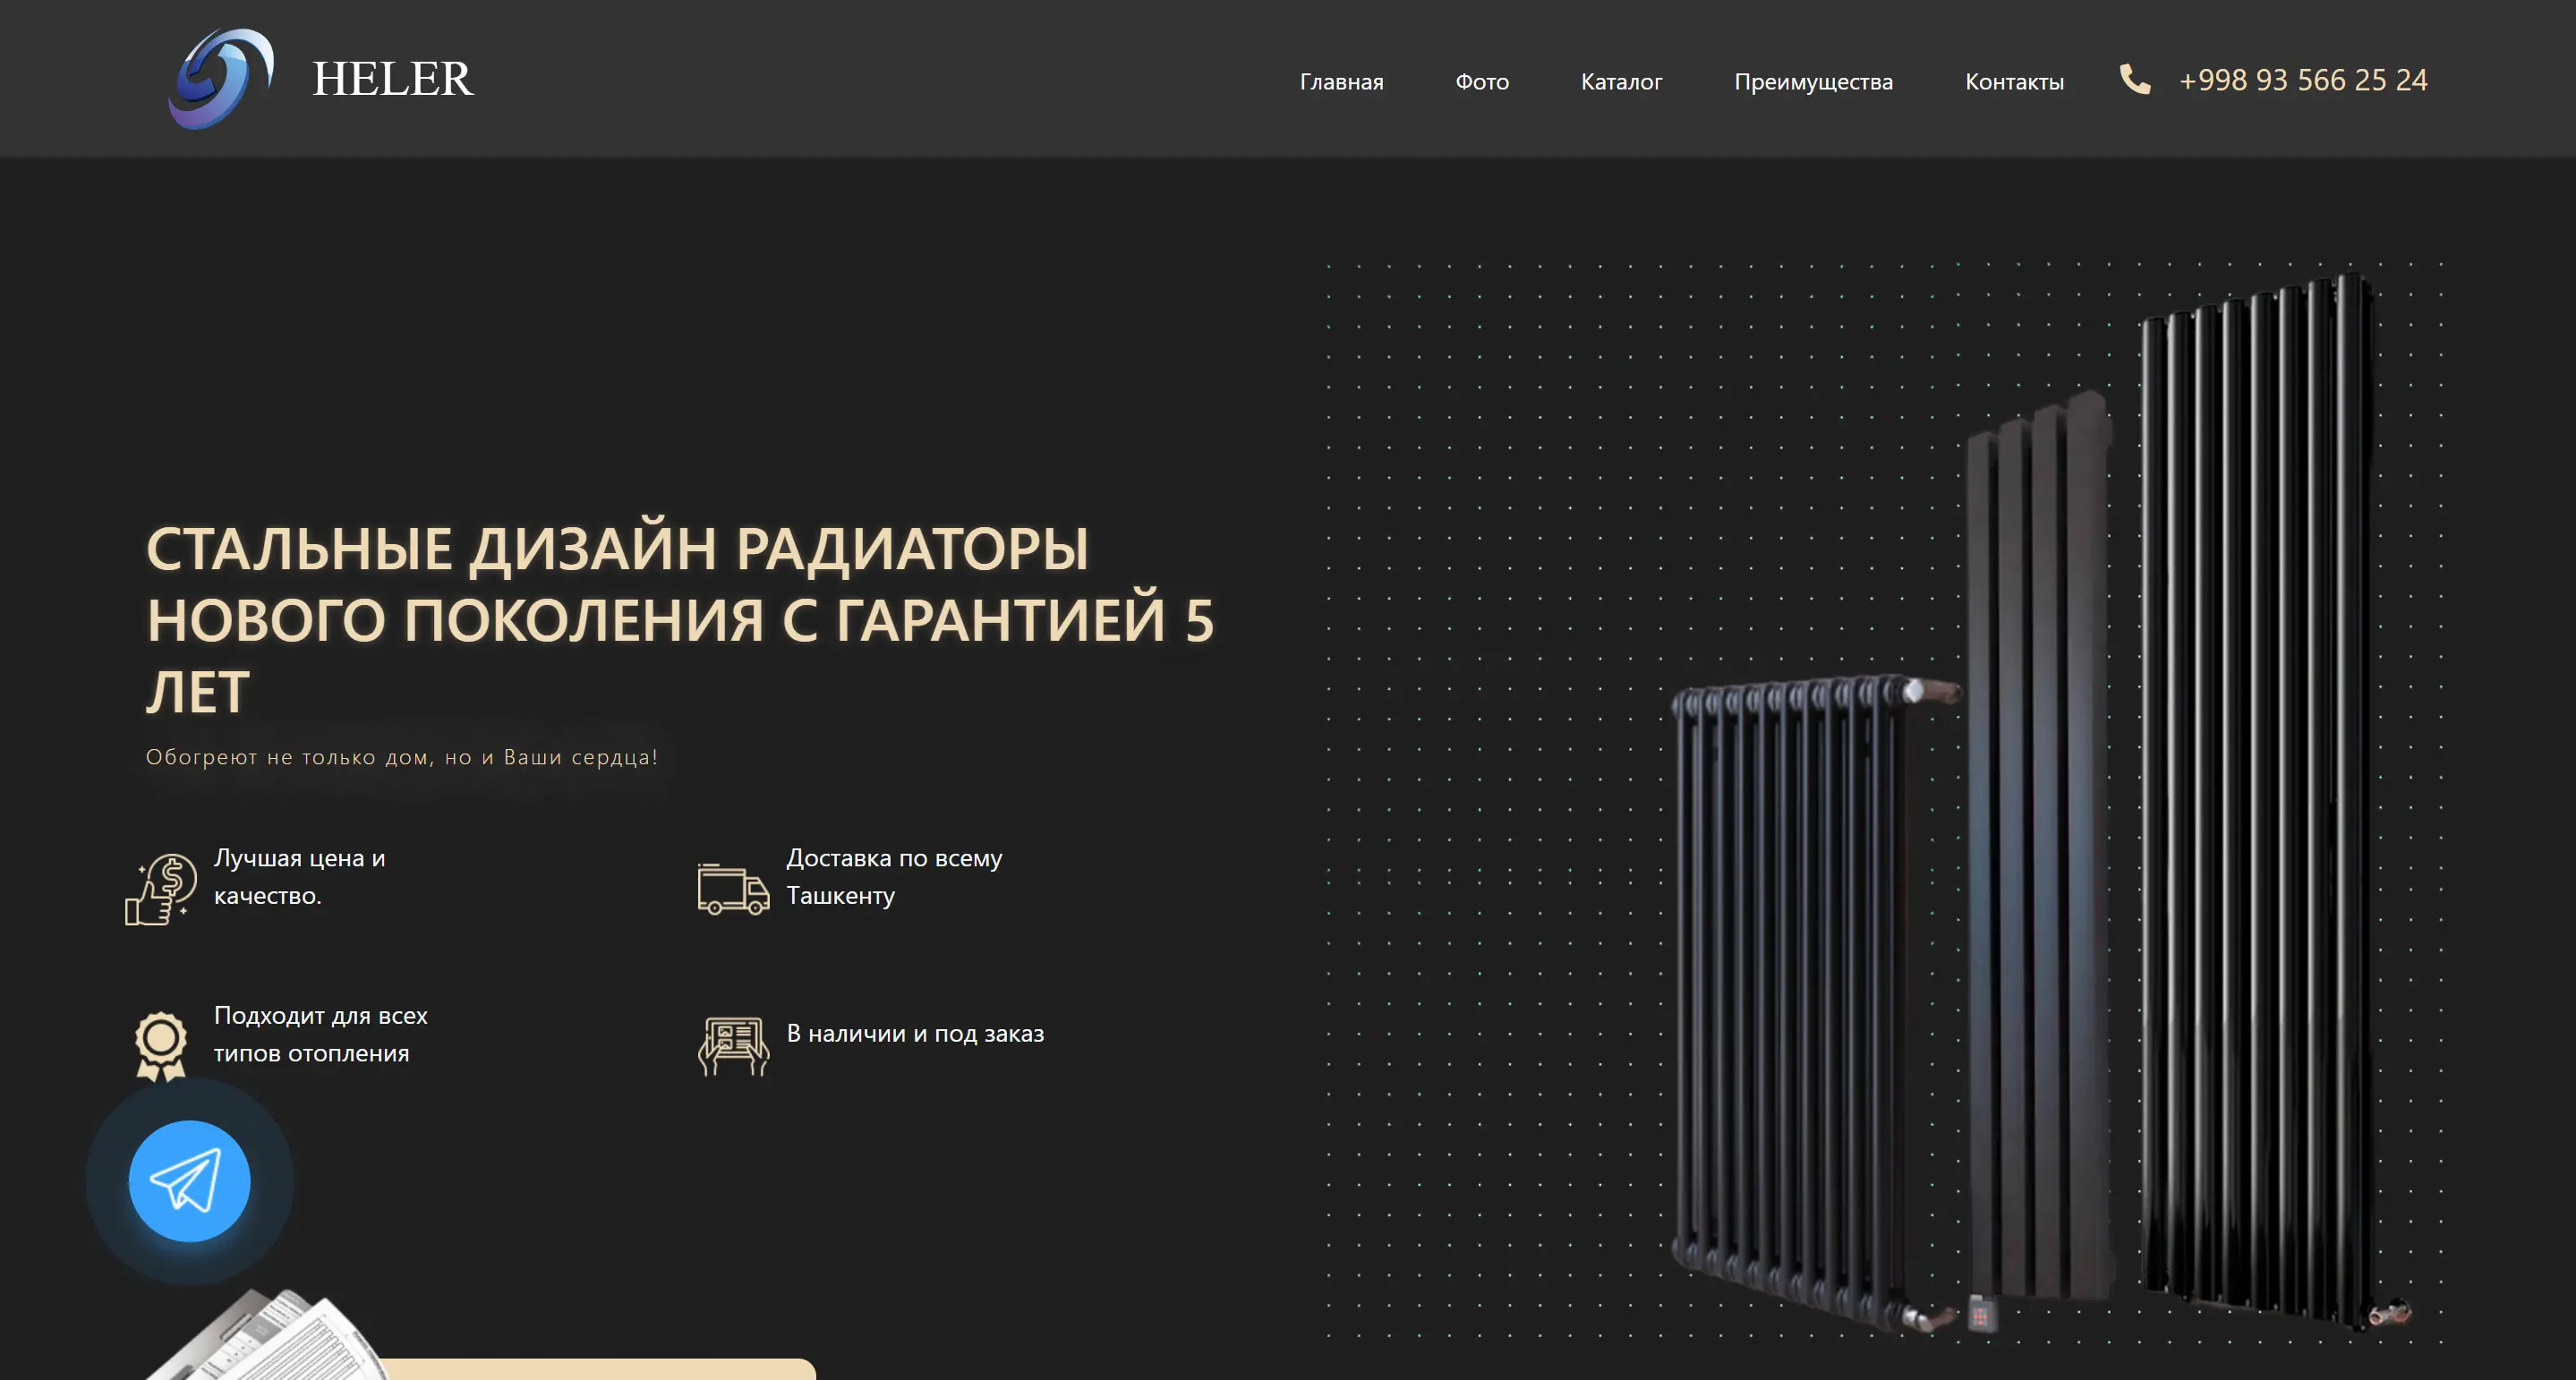 HELER
Главная
Фото
Каталог
Преимущества
Контакты
+998 93 566 25 24
СТАЛЬНЫЕ ДИЗАЙН РАДИАТОРЫ
НОВОГО ПОКОЛЕНИЯ С ГАРАНТИЕЙ 5
ЛЕТ
Обогреют не только дом, но и Ваши сердца!
Лучшая цена и
качество.
Доставка по всему
Ташкенту
Подходит для всех
типов отопления
В наличии и под заказ